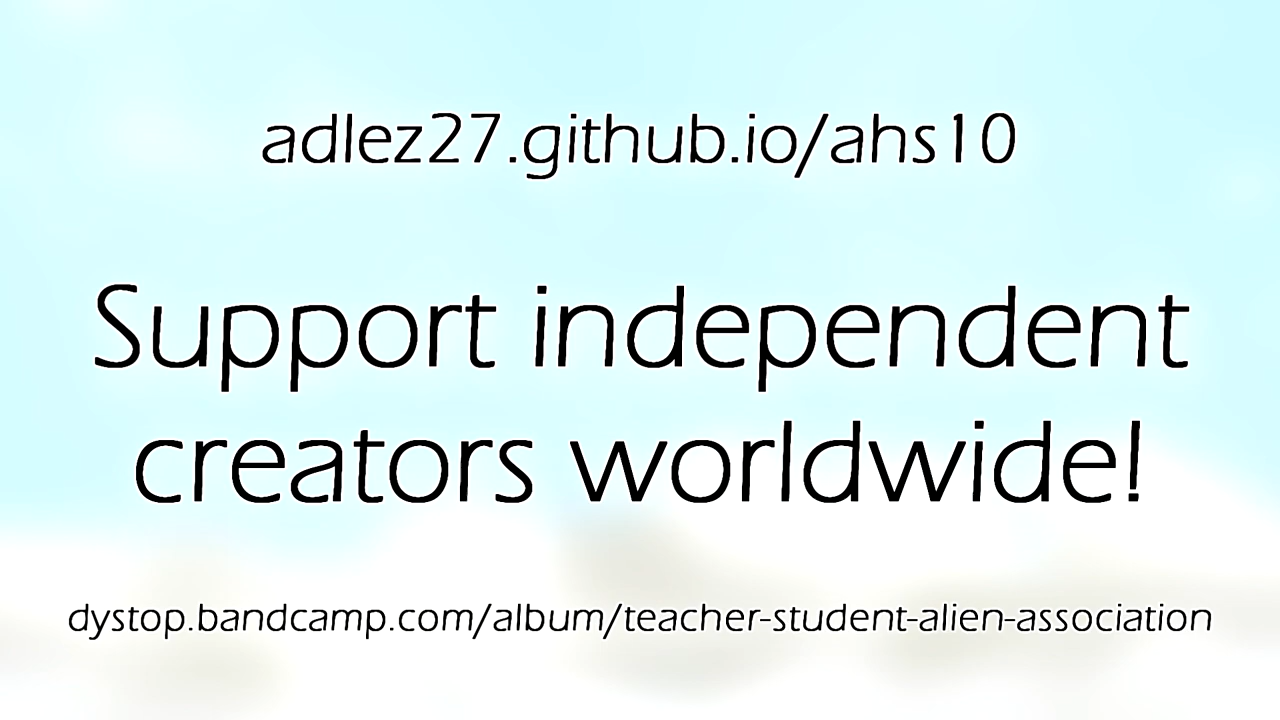 adlez27.github.io/ahs10
Support independent
creators worldwide!
dystop.bandcamp.com/album/teacher-student-alien-association